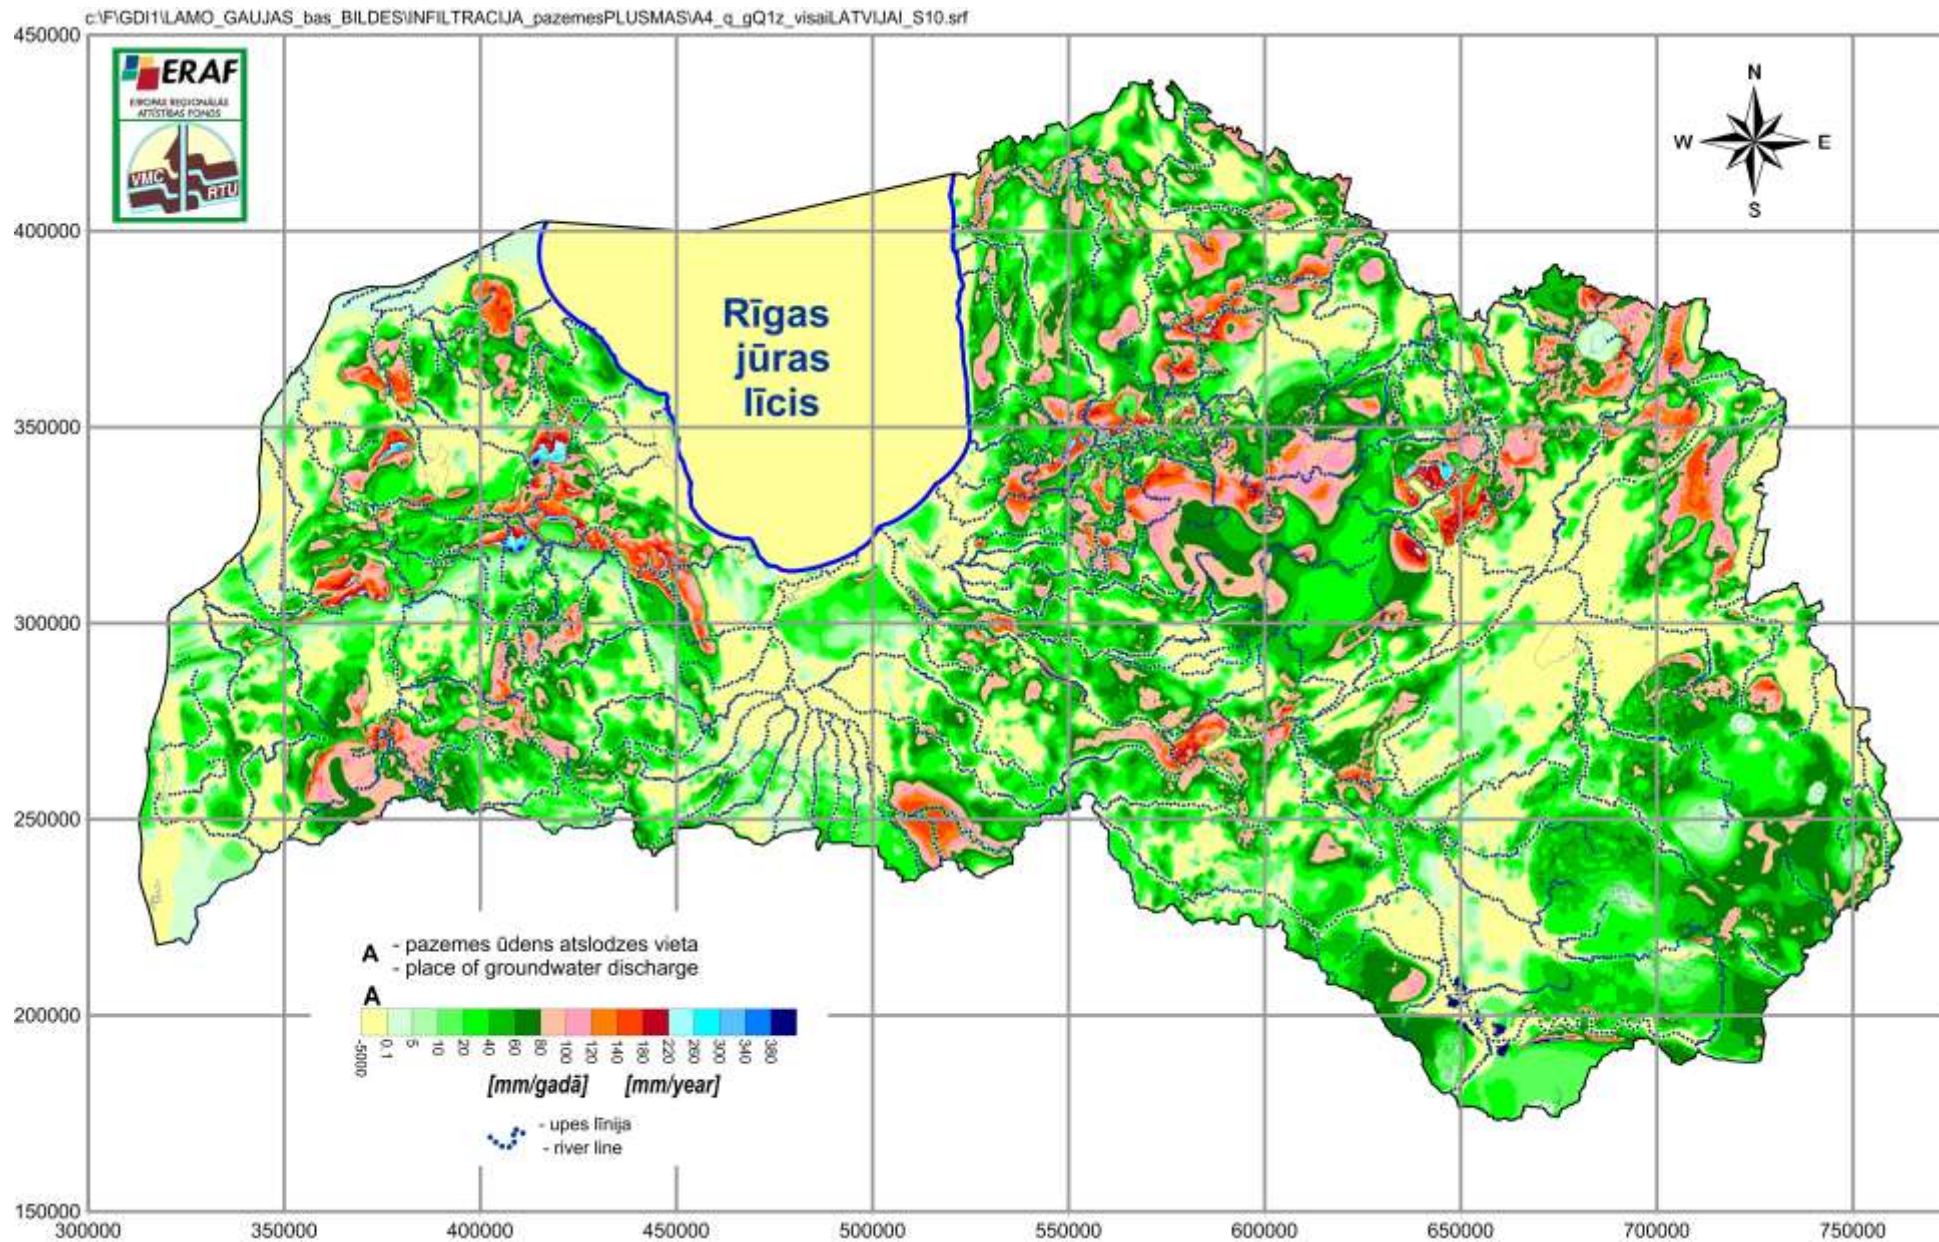 c:\F\GDI1\LAMO_GAUJAS_bas_BILDES\INFILTRACIJA_pazemesPLUSMAS\A4_q_gQ1z_visaiLATVIJAI_S10.srf
450000
ERAF
EIROPAS REĢIONĀLĀS
ATTĪSTĪBAS FONDS
VMC
RTU
N
W
E
S
400000
Rīgas
jūras
līcis
350000
300000
250000
A
- pazemes ūdens atslodzes vieta
- place of groundwater discharge
A
200000
-5000 0.1 5 10 20 40 60 80 100 120 140 180 220 260 300 340 380
[mm/gadā] [mm/year]
- upes līnija
- river line
150000
300000 350000 400000 450000 500000 550000 600000 650000 700000 750000